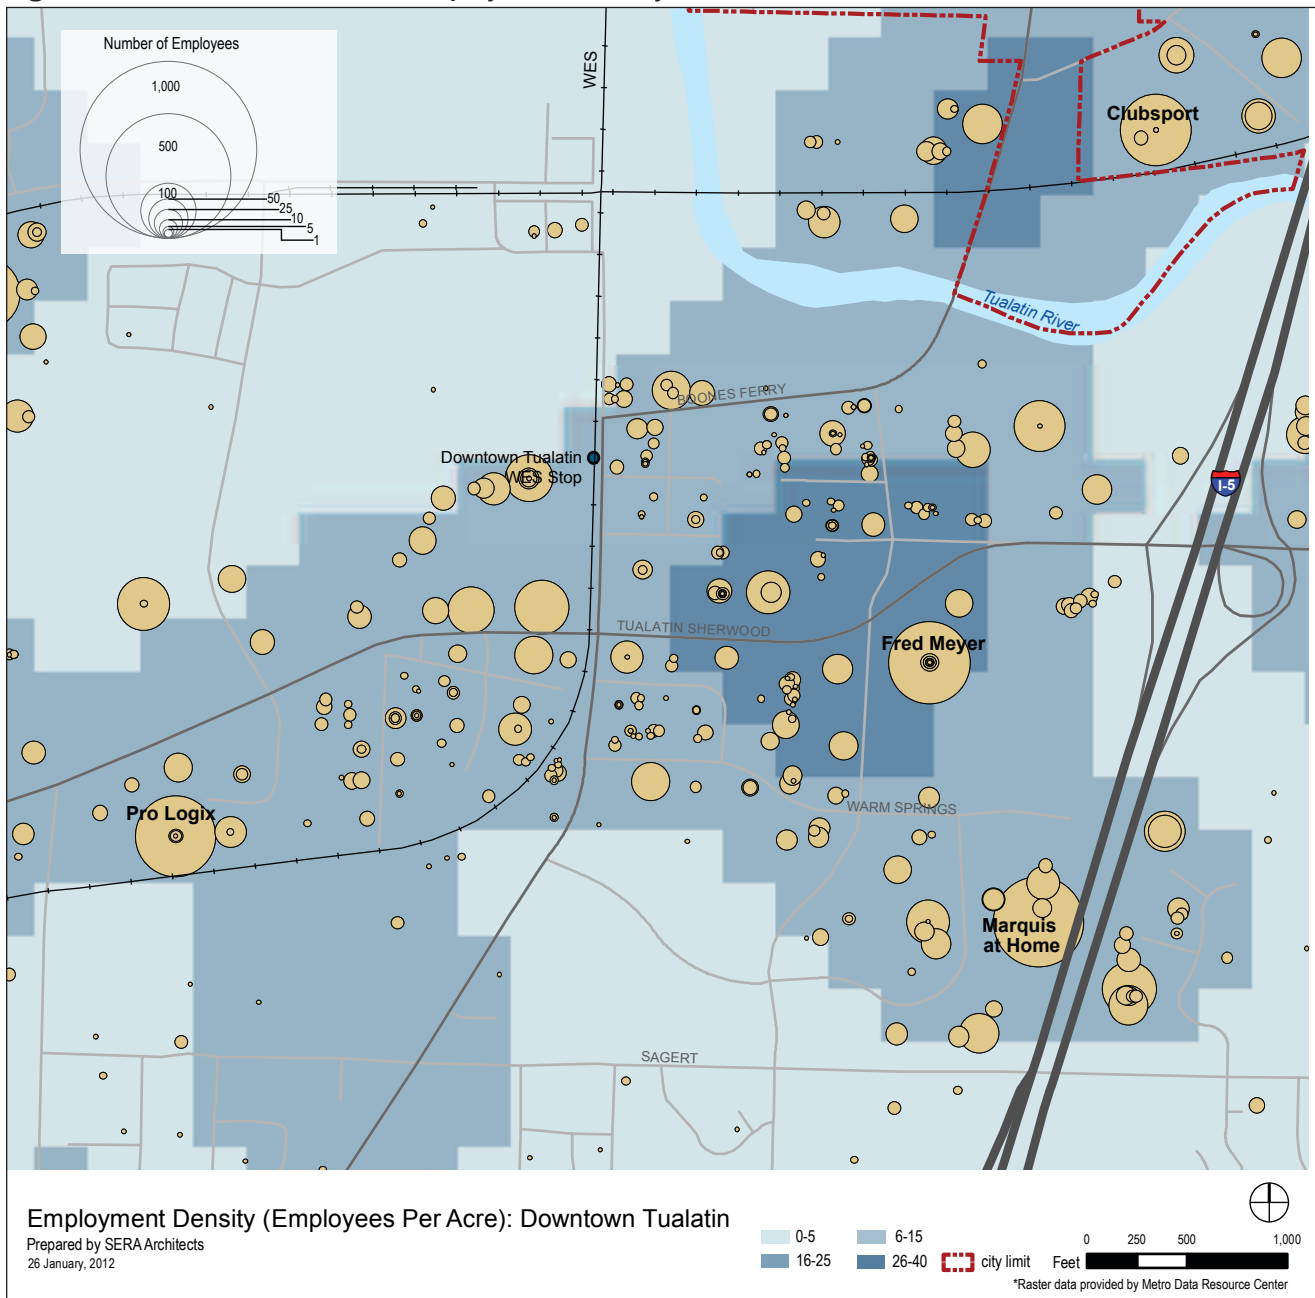 Number of Employees
1,000
500
100
50
25
10
5
1
WES
Clubsport
Tualatin River
BOONES FERRY
Downtown Tualatin
WES Stop
I-5
TUALATIN SHERWOOD
Fred Meyer
Pro Logix
WARM SPRINGS
Marquis
at Home
SAGERT
Employment Density (Employees Per Acre): Downtown Tualatin
Prepared by SERA Architects
26 January, 2012
0-5
6-15
16-25
26-40
city limit
Feet
0 250 500 1,000
*Raster data provided by Metro Data Resource Center